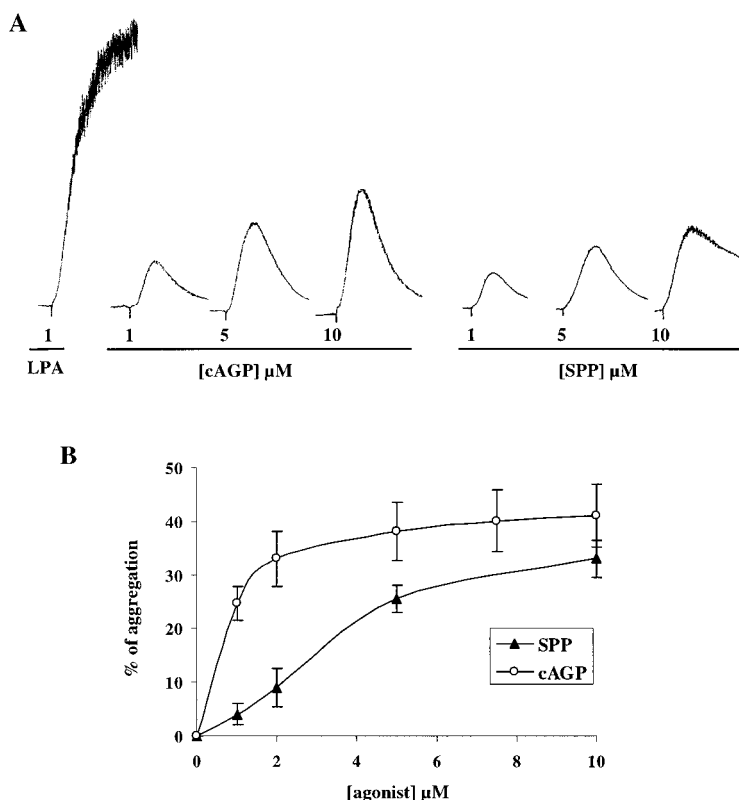 A
1 1 5 10 1 5 10
LPA [cAGP] µM [SPP] µM
B
50
40
30
20
10
0
% of aggregation
SPP
cAGP
0 2 4 6 8 10
[agonist] µM